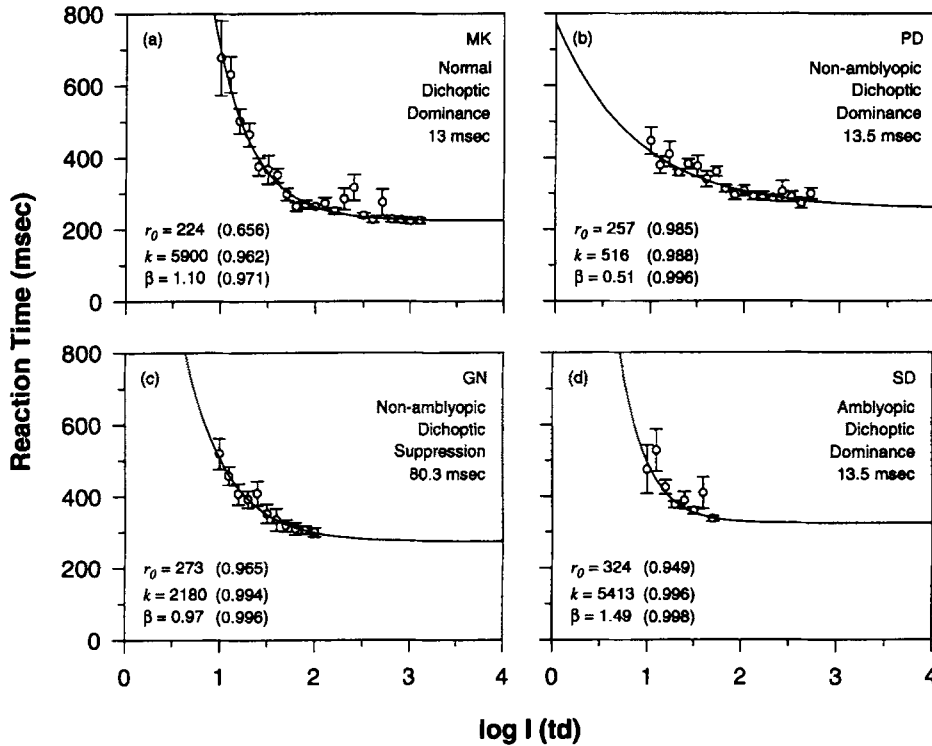 Reaction Time (msec)
800
600
400
200
0
(a)
MK
Normal
Dichoptic
Dominance
13 msec
r0 = 224 (0.656)
k = 5900 (0.962)
β = 1.10 (0.971)
(b)
PD
Non-amblyopic
Dichoptic
Dominance
13.5 msec
r0 = 257 (0.985)
k = 516 (0.988)
β = 0.51 (0.996)
800
600
400
200
0
(c)
GN
Non-amblyopic
Dichoptic
Suppression
80.3 msec
r0 = 273 (0.965)
k = 2180 (0.994)
β = 0.97 (0.996)
(d)
SD
Amblyopic
Dichoptic
Dominance
13.5 msec
r0 = 324 (0.949)
k = 5413 (0.996)
β = 1.49 (0.998)
0 1 2 3 4
0 1 2 3 4
log I (td)